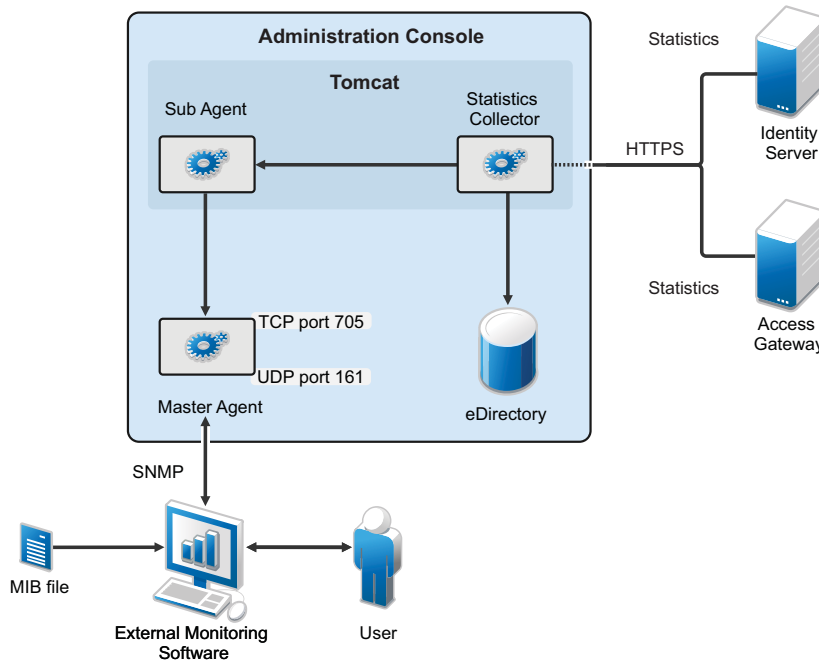 Administration Console
Tomcat
Sub Agent
Statistics
Collector
Statistics
HTTPS
Identity
Server
Statistics
Access
Gateway
TCP port 705
UDP port 161
Master Agent
eDirectory
SNMP
MIB file
External Monitoring
Software
User